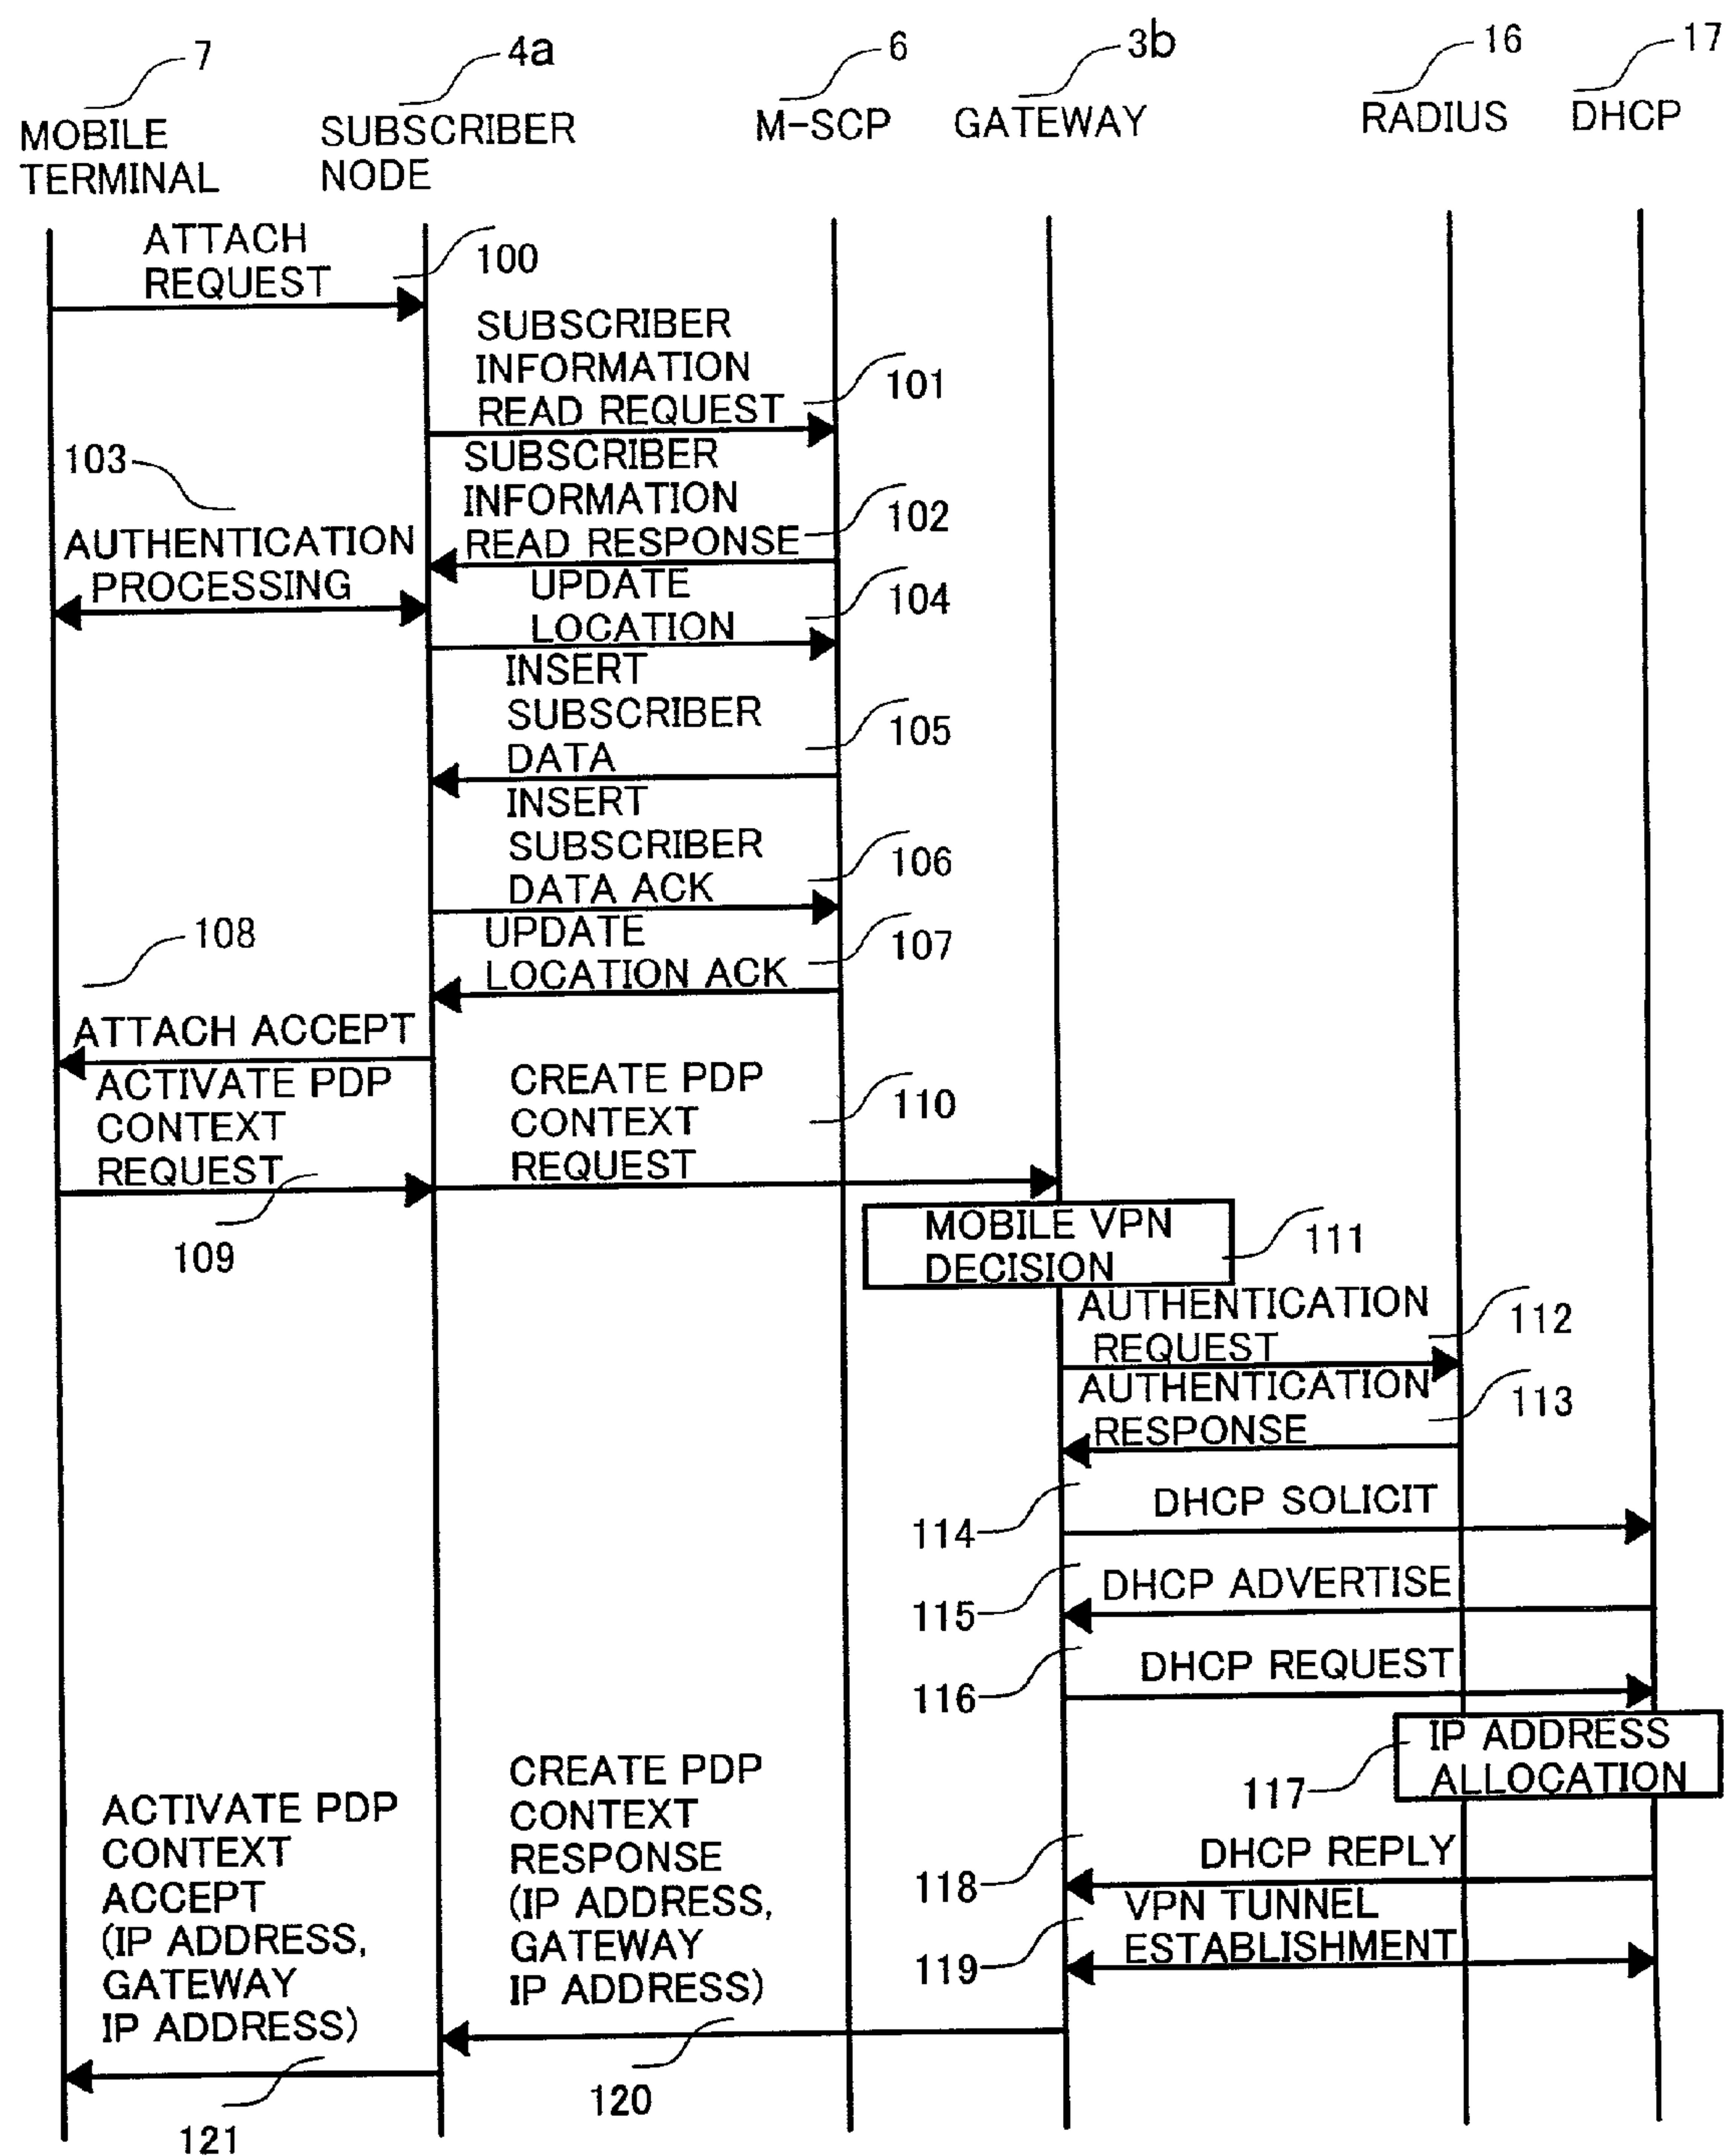 7
4a
6
3b
16
17
MOBILE
TERMINAL
SUBSCRIBER
NODE
M-SCP
GATEWAY
RADIUS
DHCP
ATTACH
REQUEST
100
SUBSCRIBER
INFORMATION
READ REQUEST
101
SUBSCRIBER
INFORMATION
READ RESPONSE
102
103
AUTHENTICATION
PROCESSING
UPDATE
LOCATION
104
INSERT
SUBSCRIBER
DATA
105
INSERT
SUBSCRIBER
DATA ACK
106
UPDATE
LOCATION ACK
107
108
ATTACH ACCEPT
ACTIVATE PDP
CONTEXT
REQUEST
109
CREATE PDP
CONTEXT
REQUEST
110
MOBILE VPN
DECISION
111
AUTHENTICATION
REQUEST
112
AUTHENTICATION
RESPONSE
113
114
DHCP SOLICIT
115
DHCP ADVERTISE
116
DHCP REQUEST
117
IP ADDRESS
ALLOCATION
118
DHCP REPLY
119
VPN TUNNEL
ESTABLISHMENT
CREATE PDP
CONTEXT
RESPONSE
(IP ADDRESS,
GATEWAY
IP ADDRESS)
120
ACTIVATE PDP
CONTEXT
ACCEPT
(IP ADDRESS,
GATEWAY
IP ADDRESS)
121